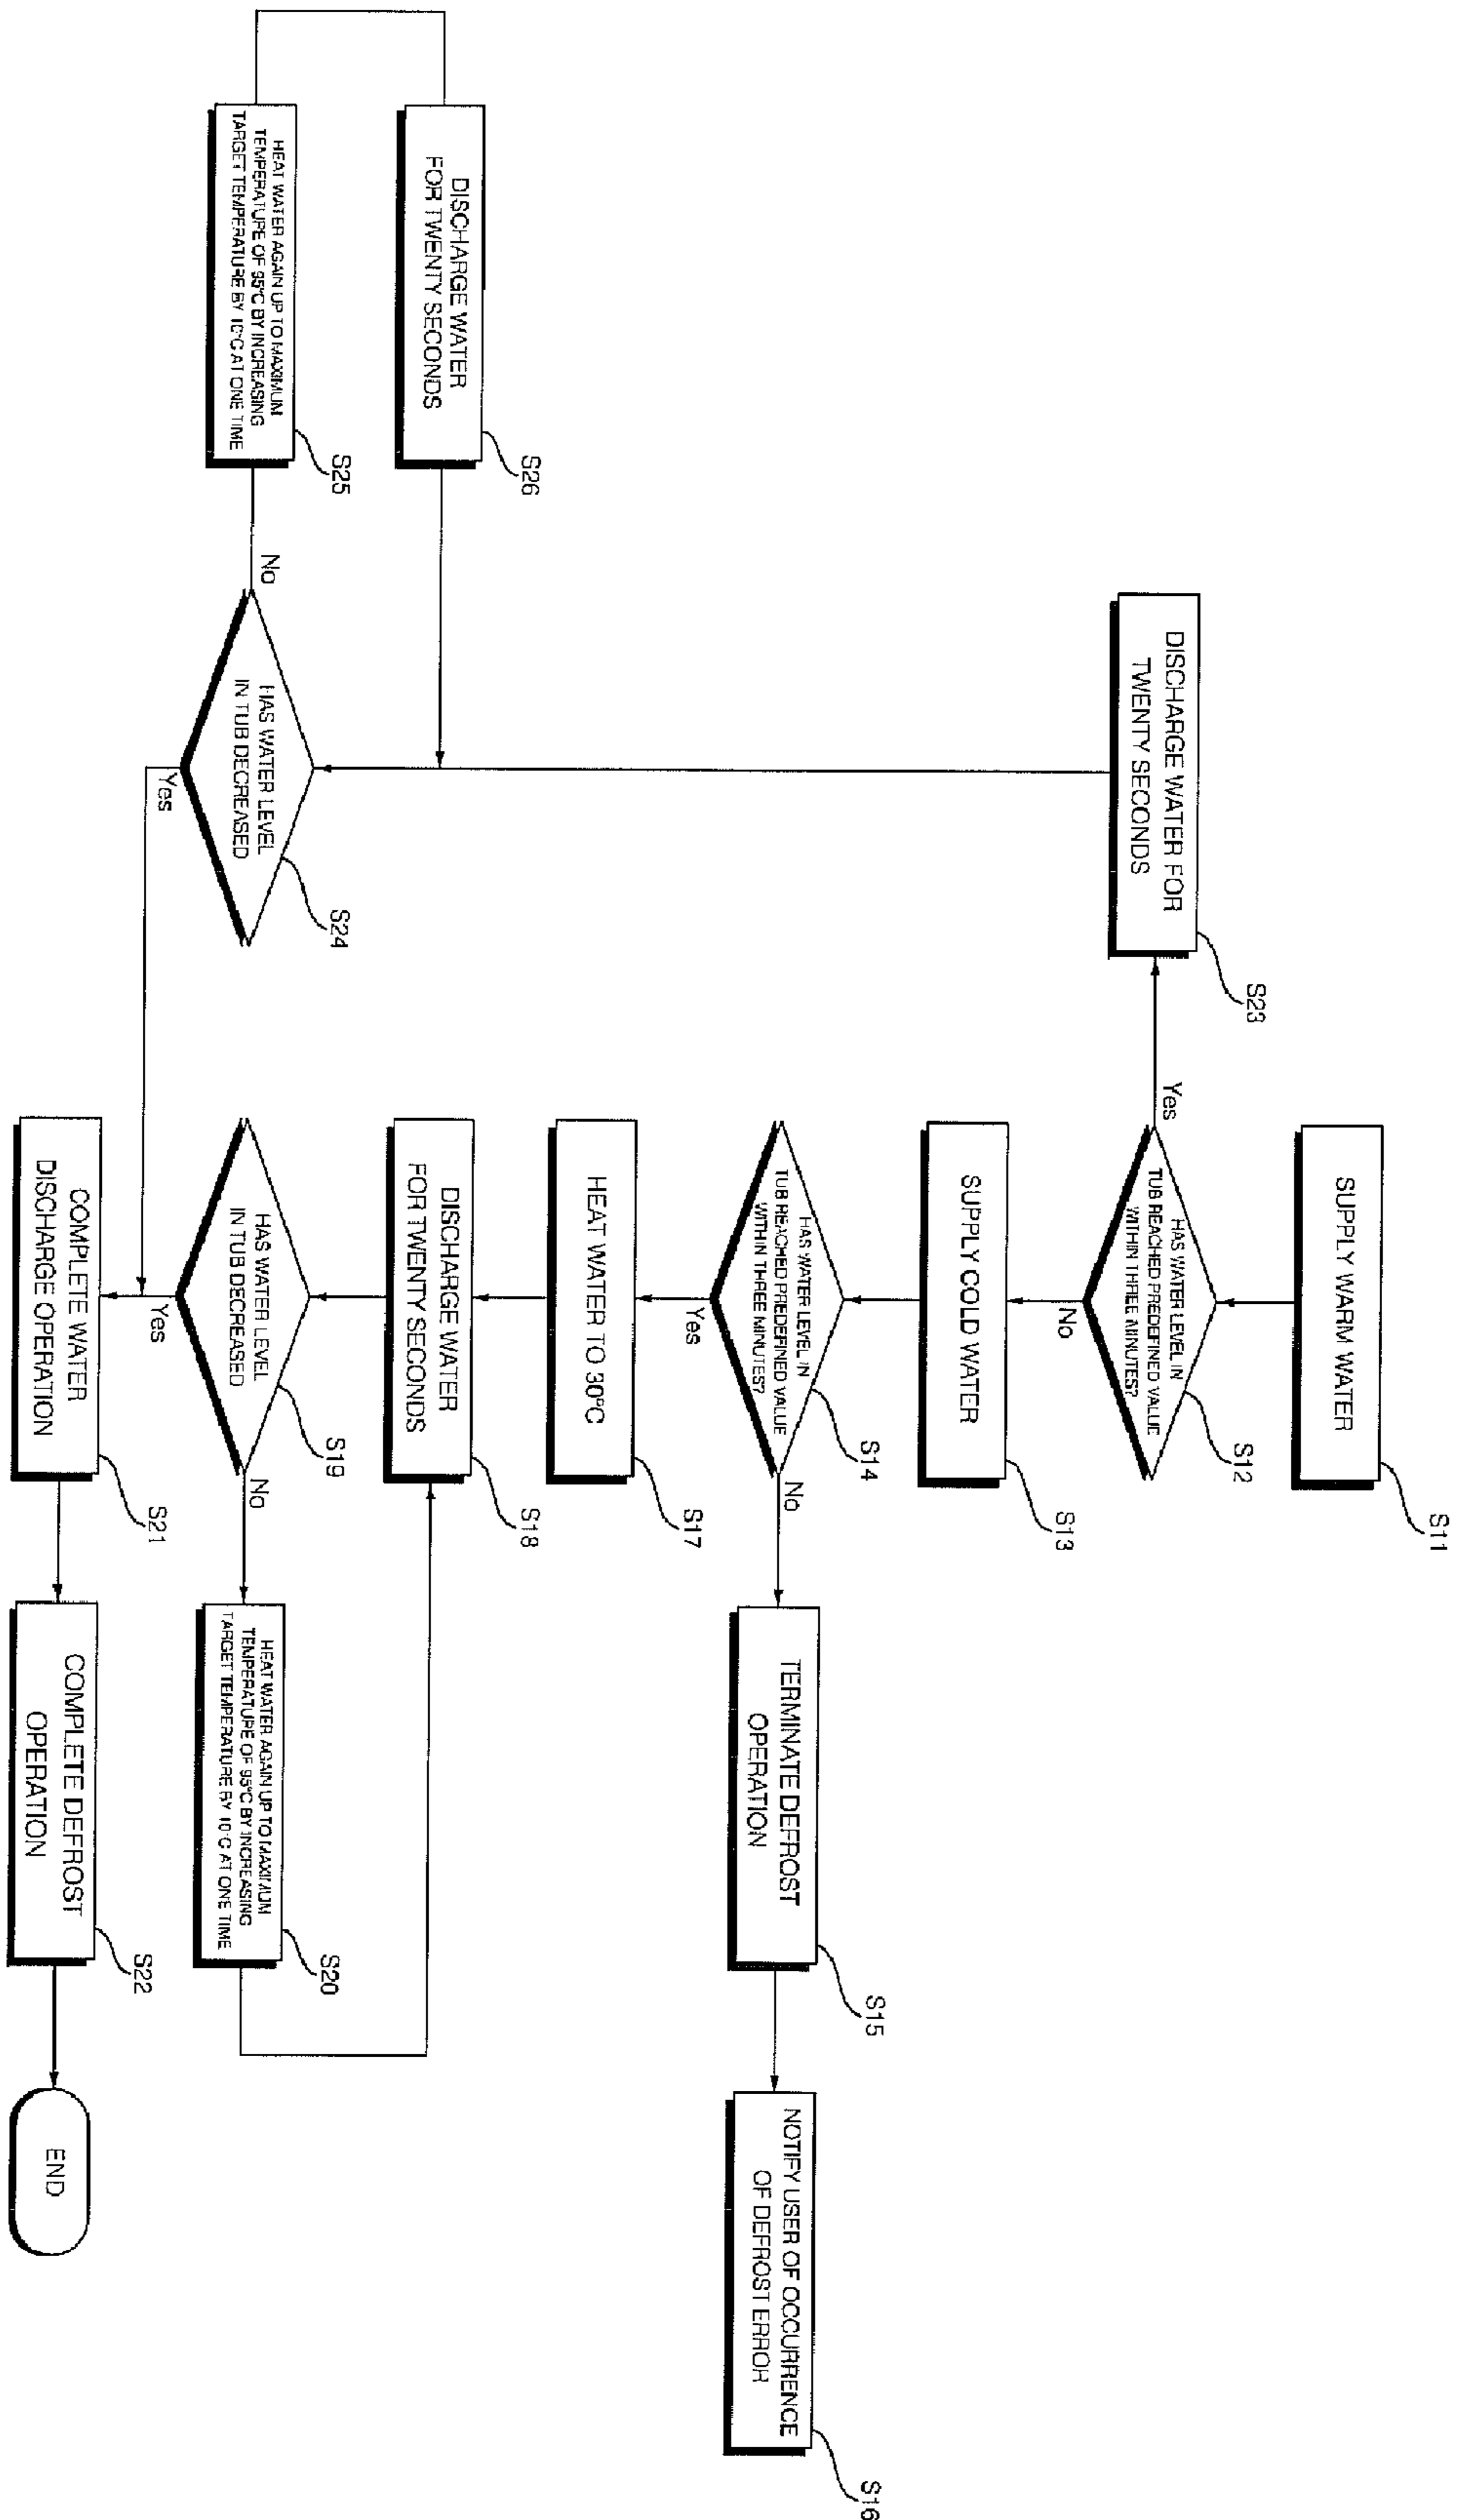 SUPPLY WARM WATER
S11
HAS WATER LEVEL IN
TUB REACHED PREDEFINED VALUE
WITHIN THREE MINUTES?
S12
Yes
No
DISCHARGE WATER FOR
TWENTY SECONDS
S23
SUPPLY COLD WATER
S13
HAS WATER LEVEL IN
TUB REACHED PREDEFINED VALUE
WITHIN THREE MINUTES?
S14
No
Yes
TERMINATE DEFROST
OPERATION
S15
NOTIFY USER OF OCCURRENCE
OF DEFROST ERROR
S16
HEAT WATER TO 30°C
S17
DISCHARGE WATER
FOR TWENTY SECONDS
S26
DISCHARGE WATER
FOR TWENTY SECONDS
S18
HEAT WATER AGAIN UP TO MAXIMUM
TEMPERATURE OF 95°C BY INCREASING
TARGET TEMPERATURE BY 10°C AT ONE TIME
S25
No
HAS WATER LEVEL
IN TUB DECREASED
S24
Yes
HAS WATER LEVEL
IN TUB DECREASED
S19
No
Yes
HEAT WATER AGAIN UP TO MAXIMUM
TEMPERATURE OF 95°C BY INCREASING
TARGET TEMPERATURE BY 10°C AT ONE TIME
S20
COMPLETE WATER
DISCHARGE OPERATION
S21
COMPLETE DEFROST
OPERATION
S22
END